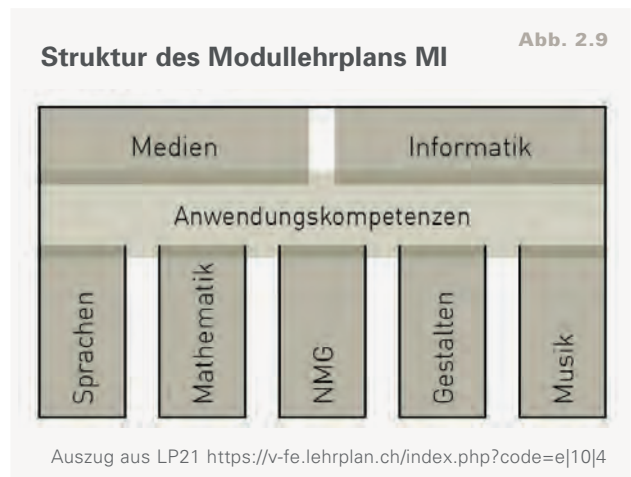 Abb. 2.9
Struktur des Modullehrplans MI
Medien
Informatik
Anwendungskompetenzen
Sprachen
Mathematik
NMG
Gestalten
Musik
Auszug aus LP21 https://v-fe.lehrplan.ch/index.php?code=e|10|4